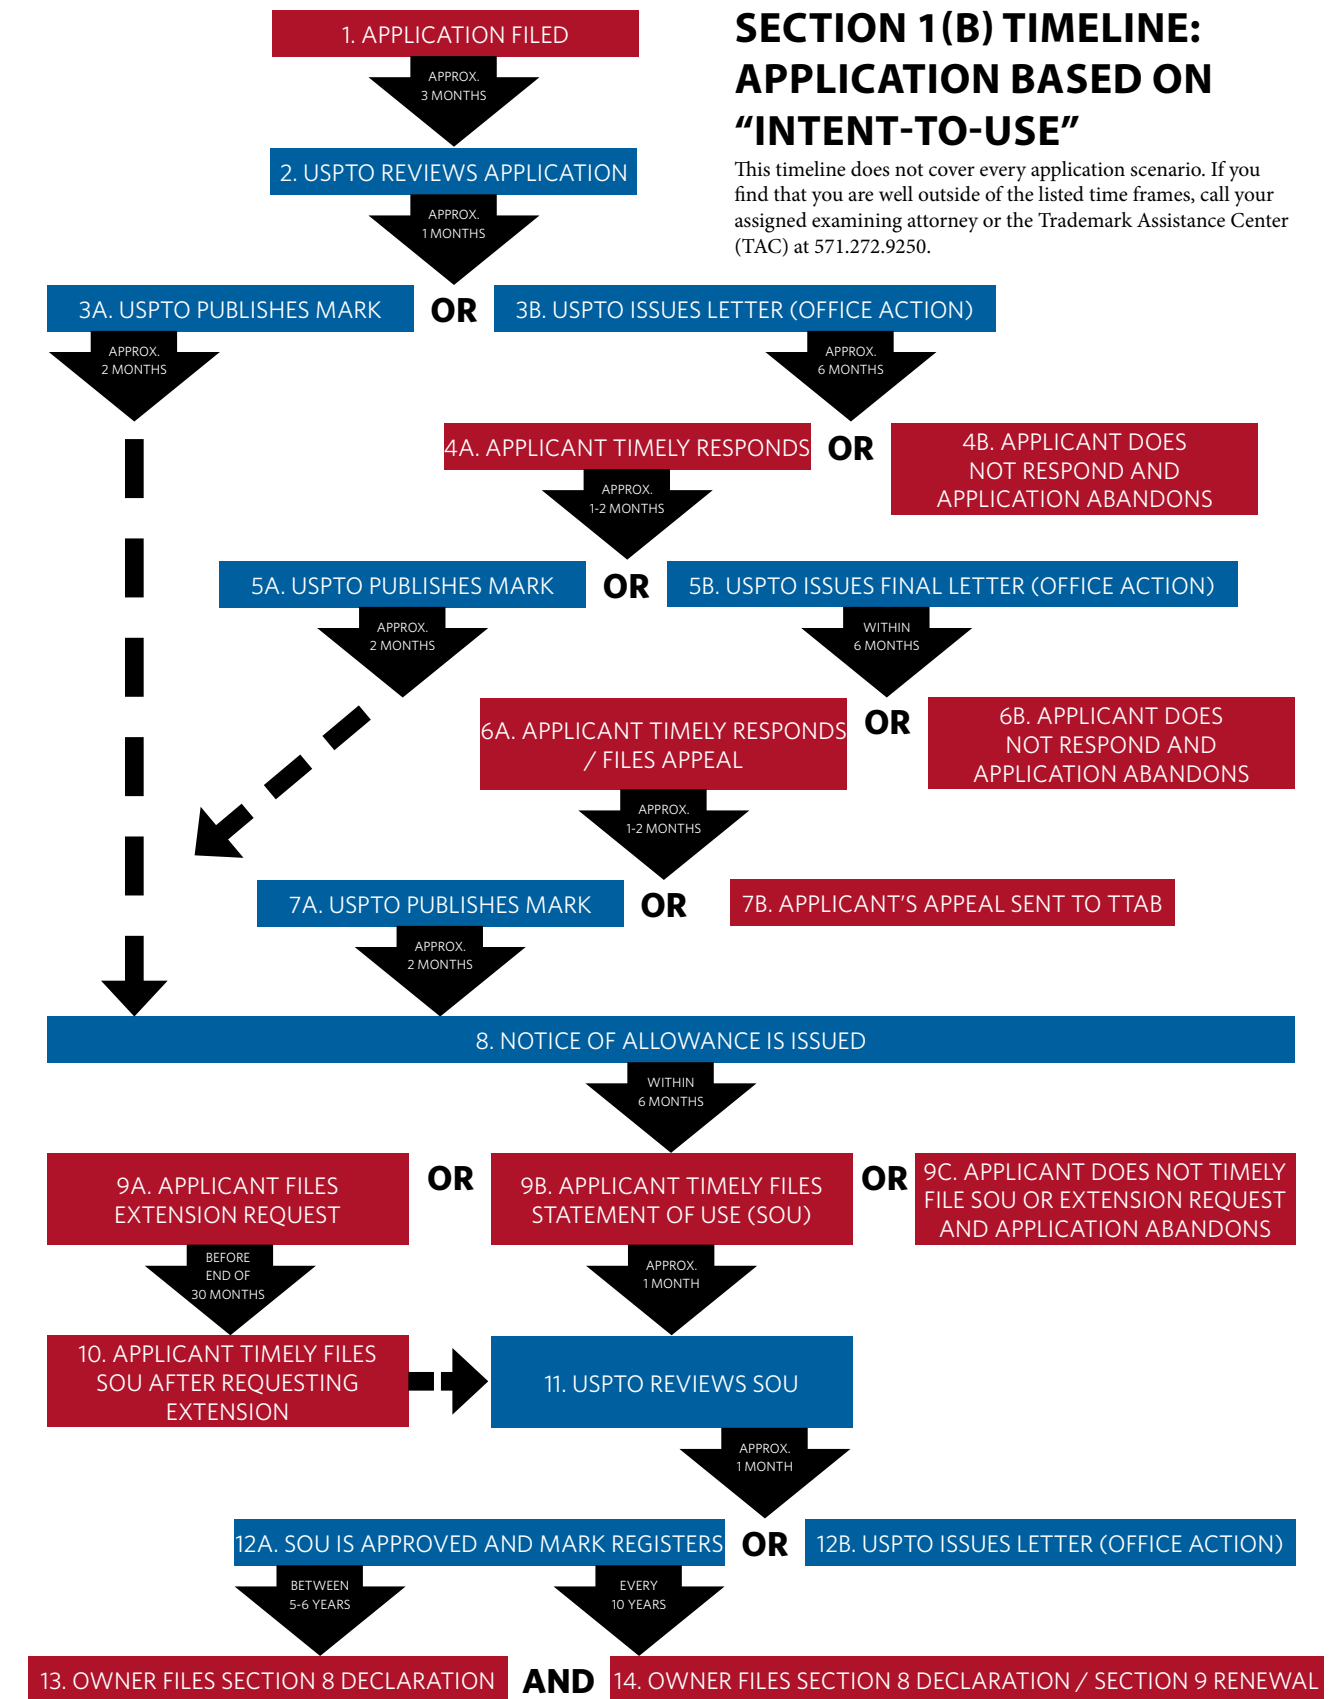 SECTION 1(B) TIMELINE:
APPLICATION BASED ON
“INTENT-TO-USE”
This timeline does not cover every application scenario. If you
find that you are well outside of the listed time frames, call your
assigned examining attorney or the Trademark Assistance Center
(TAC) at 571.272.9250.
1. APPLICATION FILED
APPROX.
3 MONTHS
2. USPTO REVIEWS APPLICATION
APPROX.
1 MONTHS
3A. USPTO PUBLISHES MARK
OR
3B. USPTO ISSUES LETTER (OFFICE ACTION)
APPROX.
2 MONTHS
APPROX.
6 MONTHS
4A. APPLICANT TIMELY RESPONDS
OR
4B. APPLICANT DOES
NOT RESPOND AND
APPLICATION ABANDONS
APPROX.
1-2 MONTHS
5A. USPTO PUBLISHES MARK
OR
5B. USPTO ISSUES FINAL LETTER (OFFICE ACTION)
APPROX.
2 MONTHS
WITHIN
6 MONTHS
6A. APPLICANT TIMELY RESPONDS
/ FILES APPEAL
OR
6B. APPLICANT DOES
NOT RESPOND AND
APPLICATION ABANDONS
APPROX.
1-2 MONTHS
7A. USPTO PUBLISHES MARK
OR
7B. APPLICANT’S APPEAL SENT TO TTAB
APPROX.
2 MONTHS
8. NOTICE OF ALLOWANCE IS ISSUED
WITHIN
6 MONTHS
9A. APPLICANT FILES
EXTENSION REQUEST
OR
9B. APPLICANT TIMELY FILES
STATEMENT OF USE (SOU)
OR
9C. APPLICANT DOES NOT TIMELY
FILE SOU OR EXTENSION REQUEST
AND APPLICATION ABANDONS
BEFORE
END OF
30 MONTHS
APPROX.
1 MONTH
10. APPLICANT TIMELY FILES
SOU AFTER REQUESTING
EXTENSION
11. USPTO REVIEWS SOU
APPROX.
1 MONTH
12A. SOU IS APPROVED AND MARK REGISTERS
OR
12B. USPTO ISSUES LETTER (OFFICE ACTION)
BETWEEN
5-6 YEARS
EVERY
10 YEARS
13. OWNER FILES SECTION 8 DECLARATION
AND
14. OWNER FILES SECTION 8 DECLARATION / SECTION 9 RENEWAL